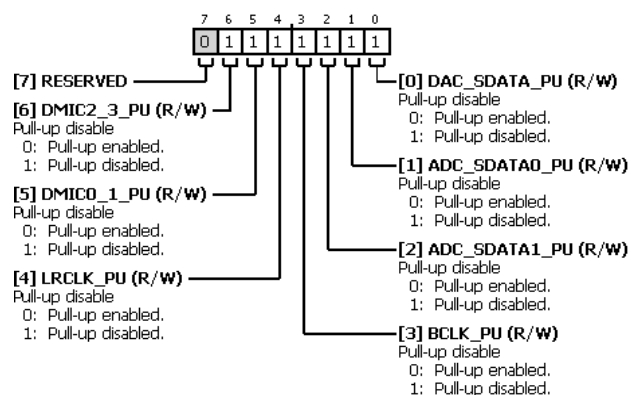 7 6 5 4 3 2 1 0
0 1 1 1 1 1 1 1
[7] RESERVED
[6] DMIC2_3_PU (R/W)
Pull-up disable
0: Pull-up enabled.
1: Pull-up disabled.
[5] DMIC0_1_PU (R/W)
Pull-up disable
0: Pull-up enabled.
1: Pull-up disabled.
[4] LRCLK_PU (R/W)
Pull-up disable
0: Pull-up enabled.
1: Pull-up disabled.
[0] DAC_SDATA_PU (R/W)
Pull-up disable
0: Pull-up enabled.
1: Pull-up disabled.
[1] ADC_SDATA0_PU (R/W)
Pull-up disable
0: Pull-up enabled.
1: Pull-up disabled.
[2] ADC_SDATA1_PU (R/W)
Pull-up disable
0: Pull-up enabled.
1: Pull-up disabled.
[3] BCLK_PU (R/W)
Pull-up disable
0: Pull-up enabled.
1: Pull-up disabled.